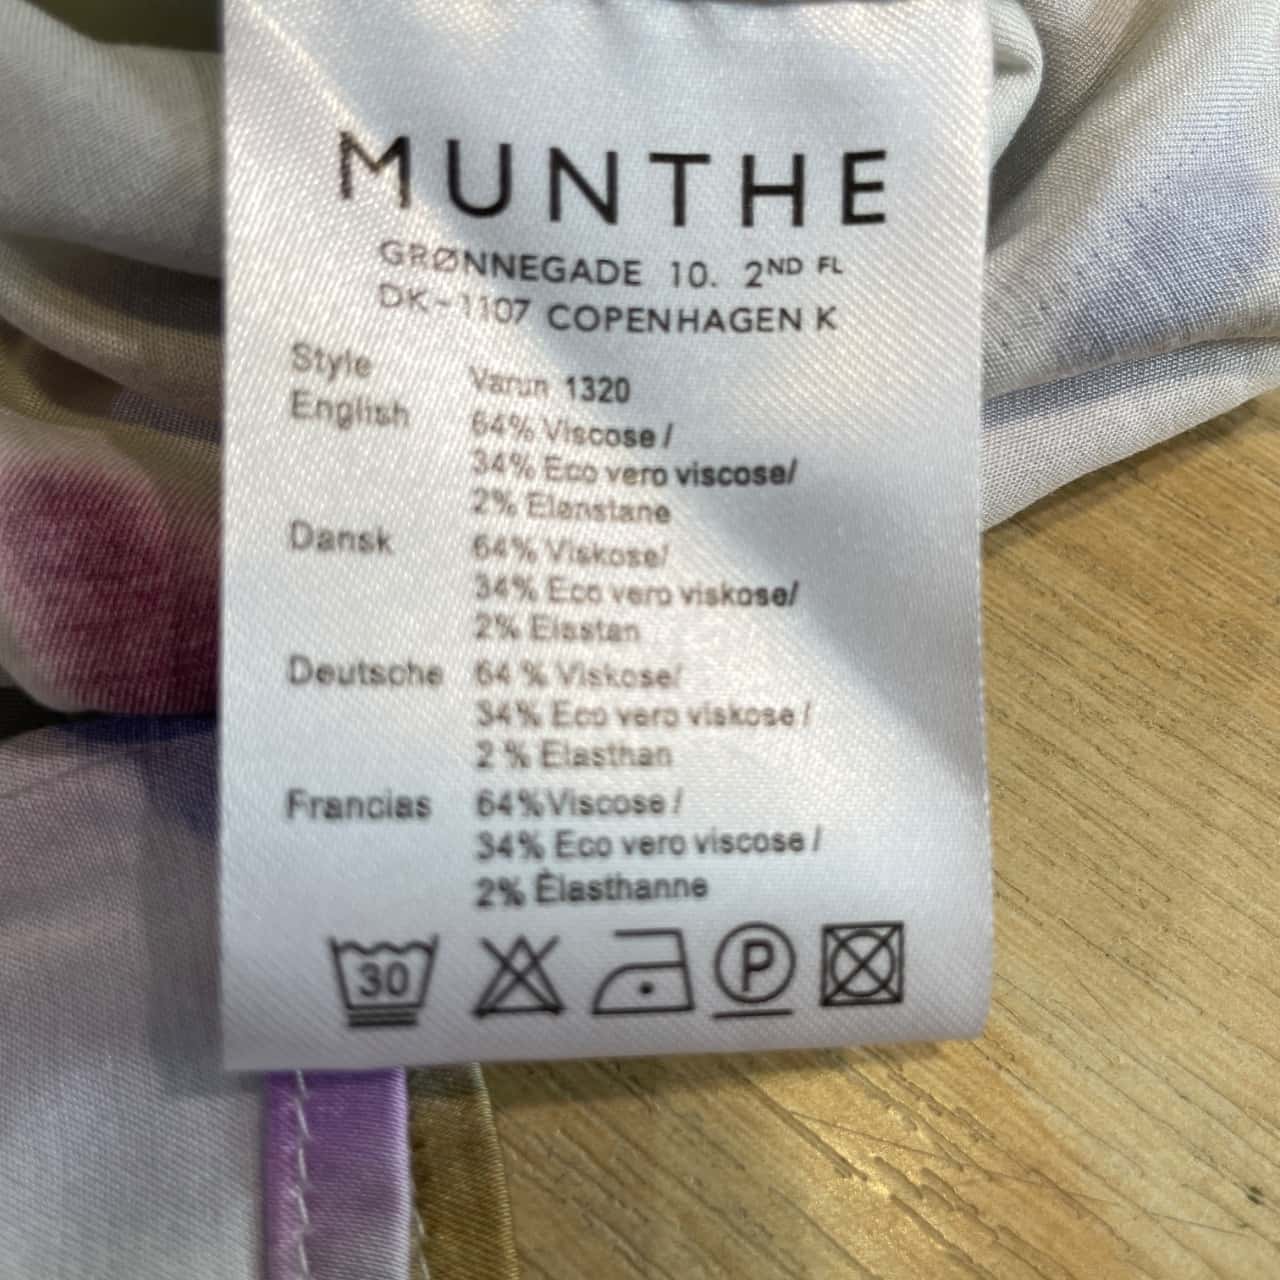 MUNTHE
GRØNNEGADE 10. 2ND FL
DK-1107 COPENHAGEN K
Style Varun 1320
English 64% Viscose /
34% Eco vero viscose/
2% Elanstane
Dansk 64% Viskose/
34% Eco vero viskose/
2% Elastan
Deutsche 64 % Viskose/
34% Eco vero viskose /
2 % Elasthan
Francias 64%Viscose /
34% Eco vero viscose /
2% Élasthanne
30
P